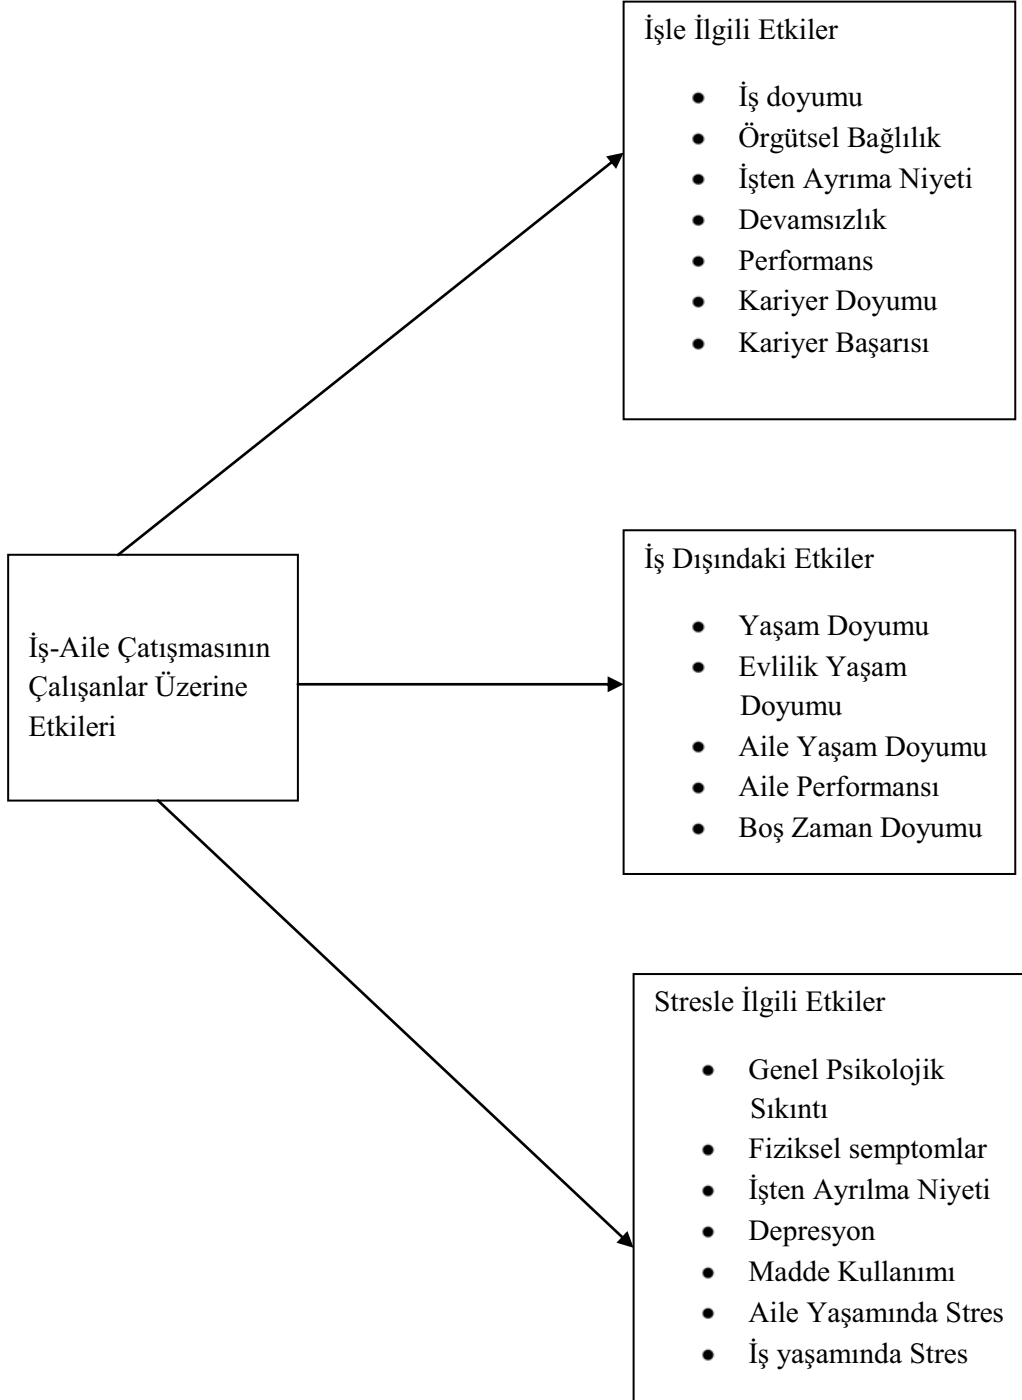 İşle İlgili Etkiler
• İş doyumu
• Örgütsel Bağlılık
• İşten Ayrıma Niyeti
• Devamsızlık
• Performans
• Kariyer Doyumu
• Kariyer Başarısı
İş-Aile Çatışmasının
Çalışanlar Üzerine
Etkileri
İş Dışındaki Etkiler
• Yaşam Doyumu
• Evlilik Yaşam
Doyumu
• Aile Yaşam Doyumu
• Aile Performansı
• Boş Zaman Doyumu
Stresle İlgili Etkiler
• Genel Psikolojik
Sıkıntı
• Fiziksel semptomlar
• İşten Ayrılma Niyeti
• Depresyon
• Madde Kullanımı
• Aile Yaşamında Stres
• İş yaşamında Stres